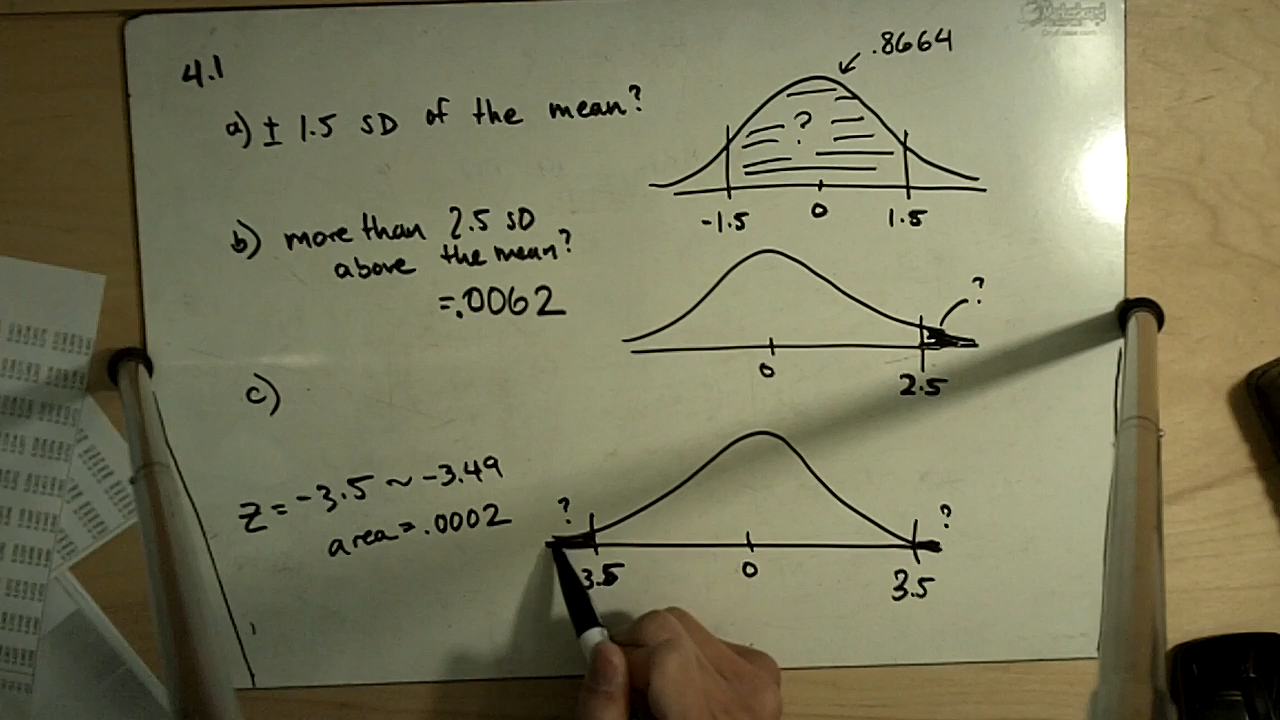 4.1
.8664
a) ± 1.5 SD of the mean?
?
-1.5 0 1.5
b) more than 2.5 SD
above the mean?
=.0062
?
0 2.5
c)
z = -3.5 ~ -3.49
area = .0002
? ?
3.5 0 3.5